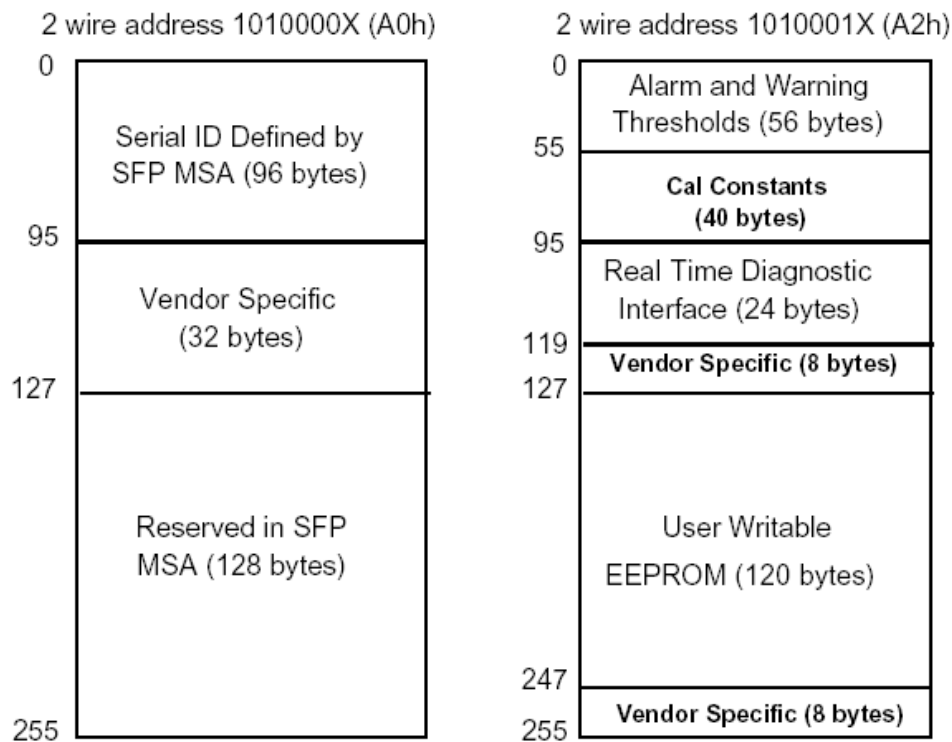 2 wire address 1010000X (A0h)
0
Serial ID Defined by
SFP MSA (96 bytes)
95
Vendor Specific
(32 bytes)
127
Reserved in SFP
MSA (128 bytes)
255
2 wire address 1010001X (A2h)
0
Alarm and Warning
Thresholds (56 bytes)
55
Cal Constants
(40 bytes)
95
Real Time Diagnostic
Interface (24 bytes)
119
Vendor Specific (8 bytes)
127
User Writable
EEPROM (120 bytes)
247
Vendor Specific (8 bytes)
255